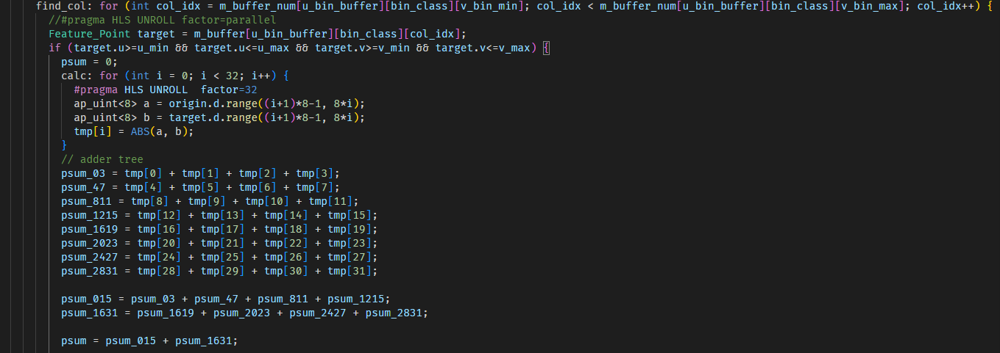 find_col: for (int col_idx = m_buffer_num[u_bin_buffer][bin_class][v_bin_min]; col_idx < m_buffer_num[u_bin_buffer][bin_class][v_bin_max]; col_idx++) {
//#pragma HLS UNROLL factor=parallel
Feature_Point target = m_buffer[u_bin_buffer][bin_class][col_idx];
if (target.u>=u_min && target.u<=u_max && target.v>=v_min && target.v<=v_max) {
psum = 0;
calc: for (int i = 0; i < 32; i++) {
#pragma HLS UNROLL  factor=32
ap_uint<8> a = origin.d.range((i+1)*8-1, 8*i);
ap_uint<8> b = target.d.range((i+1)*8-1, 8*i);
tmp[i] = ABS(a, b);
}
// adder tree
psum_03 = tmp[0] + tmp[1] + tmp[2] + tmp[3];
psum_47 = tmp[4] + tmp[5] + tmp[6] + tmp[7];
psum_811 = tmp[8] + tmp[9] + tmp[10] + tmp[11];
psum_1215 = tmp[12] + tmp[13] + tmp[14] + tmp[15];
psum_1619 = tmp[16] + tmp[17] + tmp[18] + tmp[19];
psum_2023 = tmp[20] + tmp[21] + tmp[22] + tmp[23];
psum_2427 = tmp[24] + tmp[25] + tmp[26] + tmp[27];
psum_2831 = tmp[28] + tmp[29] + tmp[30] + tmp[31];
psum_015 = psum_03 + psum_47 + psum_811 + psum_1215;
psum_1631 = psum_1619 + psum_2023 + psum_2427 + psum_2831;
psum = psum_015 + psum_1631;